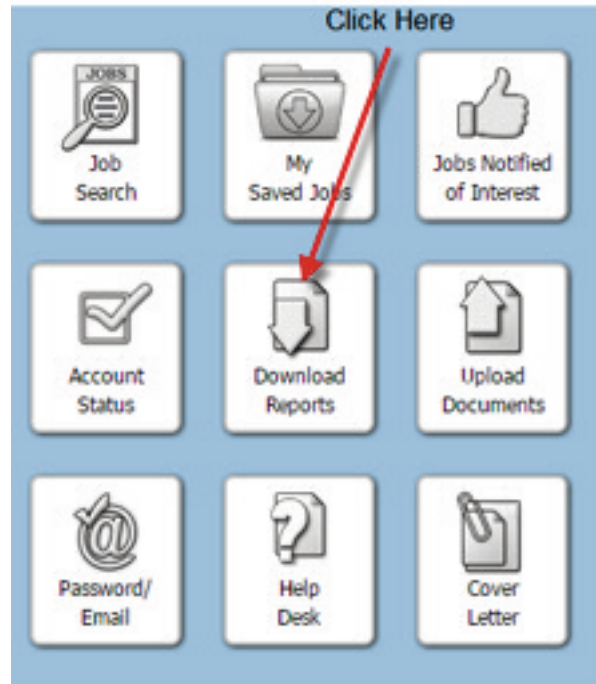 Click Here
JOBS
Job
Search
My
Saved Jobs
Jobs Notified
of Interest
Account
Status
Download
Reports
Upload
Documents
Password/
Email
Help
Desk
Cover
Letter